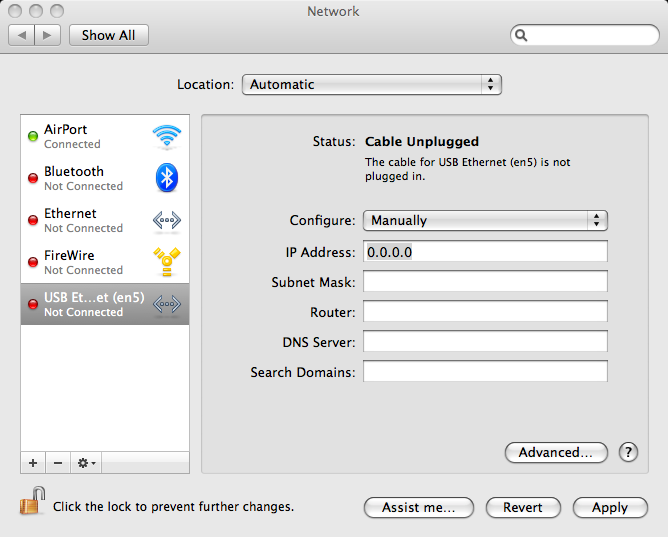 Network
Show All
Location: Automatic
AirPort
Connected
Bluetooth
Not Connected
Ethernet
Not Connected
FireWire
Not Connected
USB Et...et (en5)
Not Connected
Status: Cable Unplugged
The cable for USB Ethernet (en5) is not
plugged in.
Configure: Manually
IP Address: 0.0.0.0
Subnet Mask:
Router:
DNS Server:
Search Domains:
Advanced... ?
Click the lock to prevent further changes.
Assist me... Revert Apply